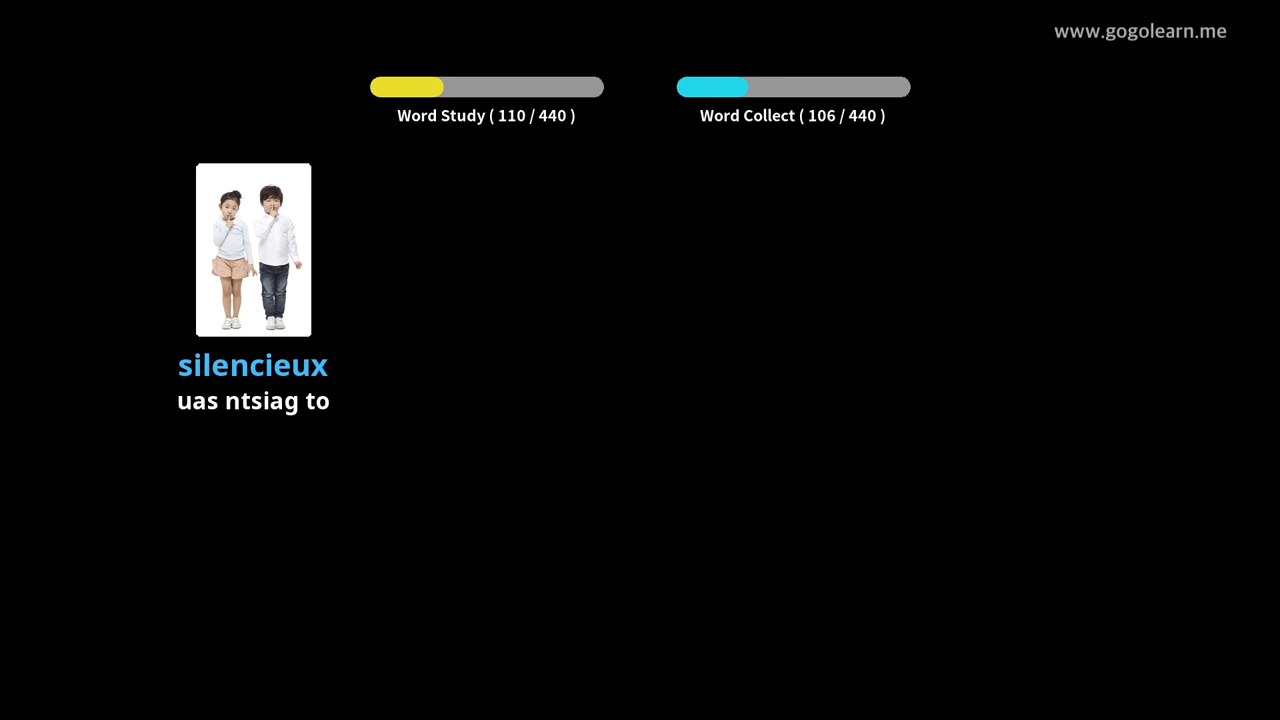 www.gogolearn.me
Word Study ( 110 / 440 )
Word Collect ( 106 / 440 )
silencieux
uas ntsiag to